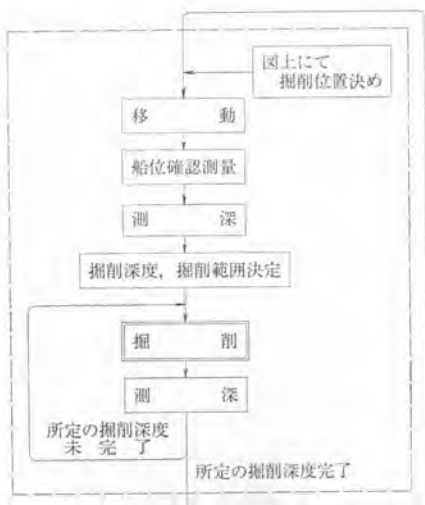 図上にて
掘削位置決め
移動
船位確認測量
測深
掘削深度，掘削範囲決定
掘削
測深
所定の掘削深度
未完了
所定の掘削深度完了